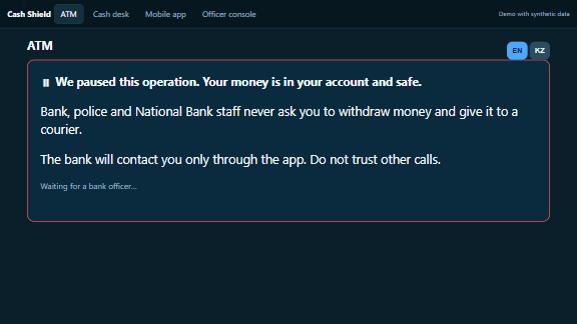 Cash Shield ATM Cash desk Mobile app Officer console Demo with synthetic data
ATM
EN KZ
⏸ We paused this operation. Your money is in your account and safe.
Bank, police and National Bank staff never ask you to withdraw money and give it to a
courier.
The bank will contact you only through the app. Do not trust other calls.
Waiting for a bank officer...